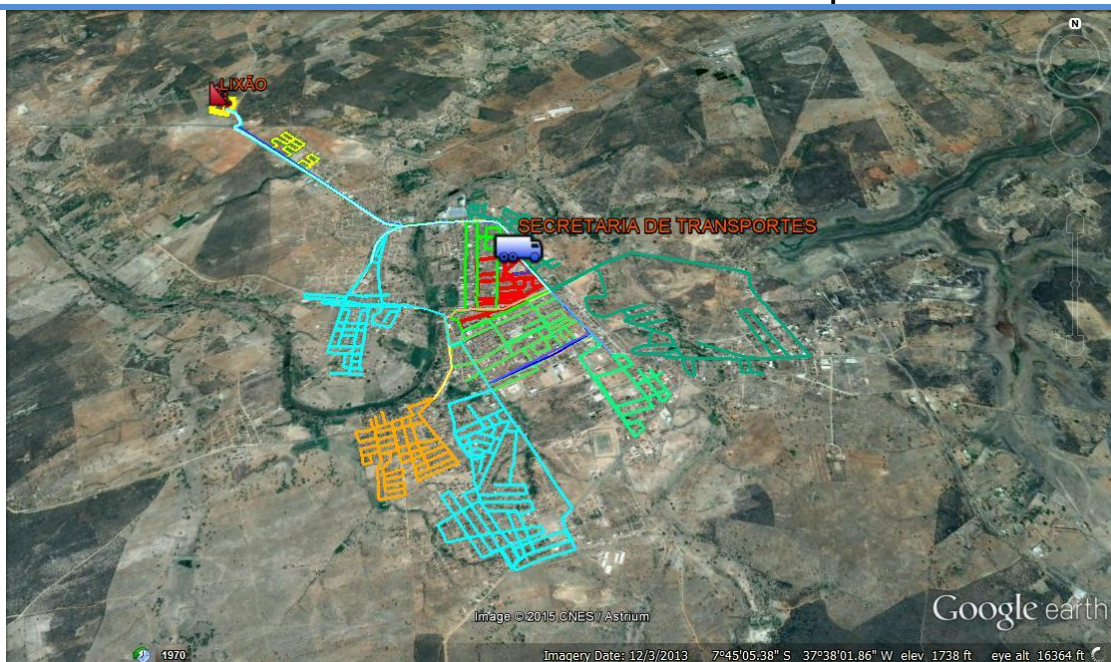 N
LIXÃO
SECRETARIA DE TRANSPORTES
Image © 2015 CNES / Astrium
Google earth
1970
Imagery Date: 12/3/2013 7°45'05.38" S 37°38'01.86" W elev 1738 ft eye alt 16364 ft